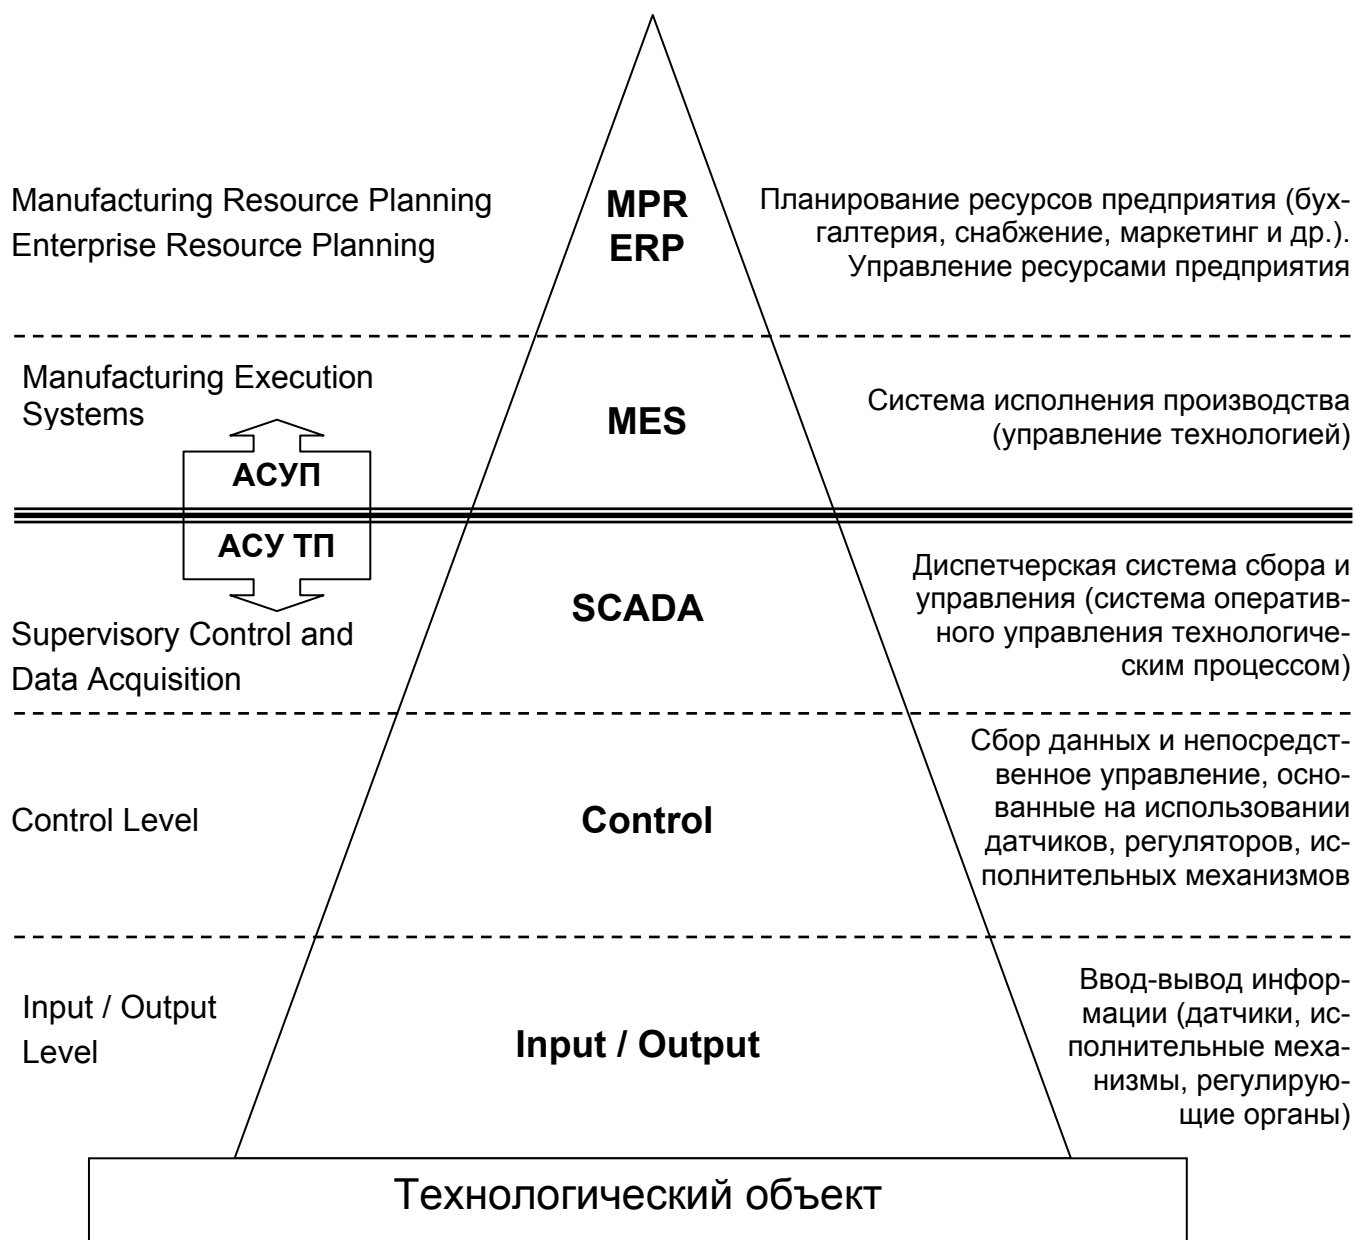 Manufacturing Resource Planning
Enterprise Resource Planning
MPR
ERP
Планирование ресурсов предприятия (бух-
галтерия, снабжение, маркетинг и др.).
Управление ресурсами предприятия
Manufacturing Execution
Systems
MES
Система исполнения производства
(управление технологией)
АСУП
АСУ ТП
Supervisory Control and
Data Acquisition
SCADA
Диспетчерская система сбора и
управления (система оператив-
ного управления технологиче-
ским процессом)
Control Level
Control
Сбор данных и непосредст-
венное управление, осно-
ванные на использовании
датчиков, регуляторов, ис-
полнительных механизмов
Input / Output
Level
Input / Output
Ввод-вывод инфор-
мации (датчики, ис-
полнительные меха-
низмы, регулирую-
щие органы)
Технологический объект